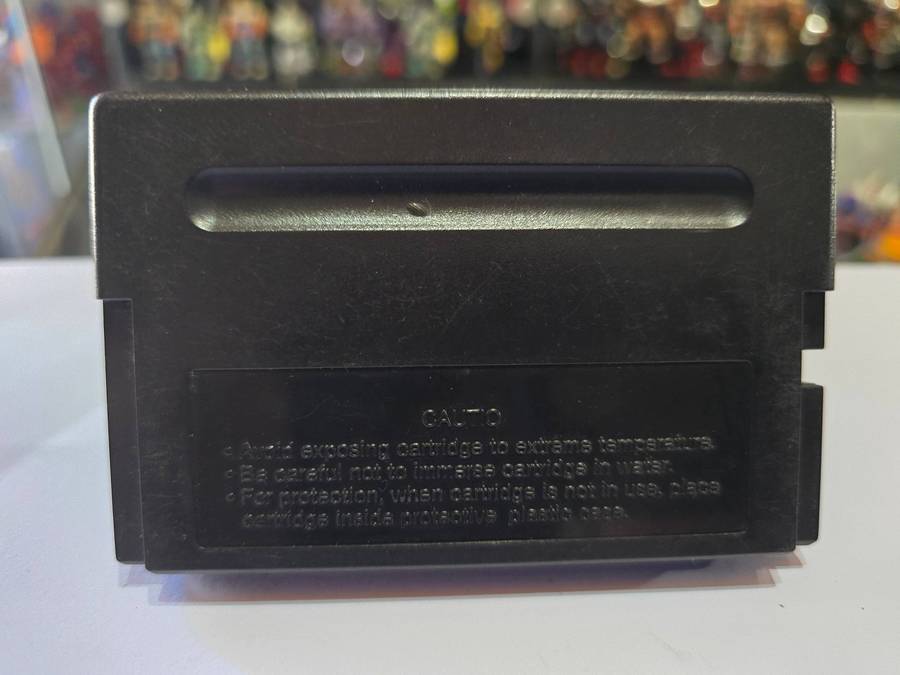 CAUTIO
• Avoid exposing cartridge to extreme temperature.
• Be careful not to immerse cartridge in water.
• For protection, when cartridge is not in use, place
cartridge inside protective plastic case.